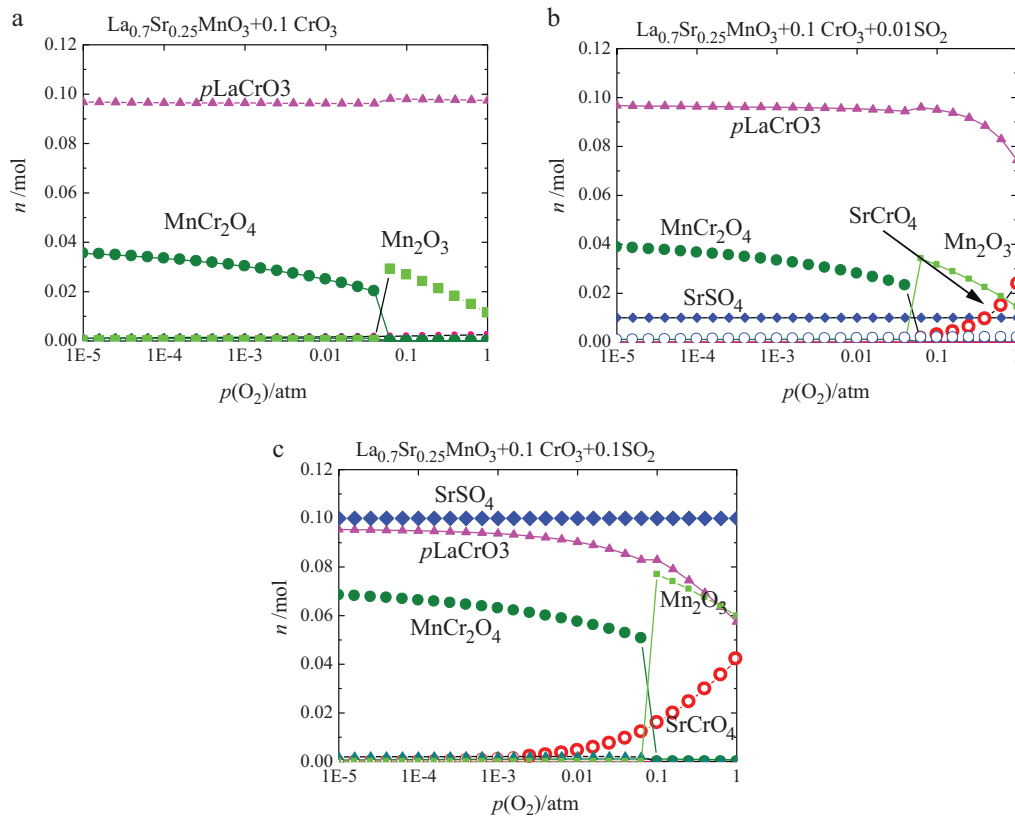 a
La₀.₇Sr₀.₂₅MnO₃+0.1 CrO₃
0.12
0.10
0.08
0.06
0.04
0.02
0.00
n /mol
pLaCrO3
MnCr₂O₄
Mn₂O₃
1E-5 1E-4 1E-3 0.01 0.1 1
p(O₂)/atm
b
La₀.₇Sr₀.₂₅MnO₃+0.1 CrO₃+0.01SO₂
0.12
0.10
0.08
0.06
0.04
0.02
0.00
n /mol
pLaCrO3
SrCrO₄
MnCr₂O₄
Mn₂O₃
SrSO₄
1E-5 1E-4 1E-3 0.01 0.1 1
p(O₂)/atm
c
La₀.₇Sr₀.₂₅MnO₃+0.1 CrO₃+0.1SO₂
0.12
0.10
0.08
0.06
0.04
0.02
0.00
n /mol
SrSO₄
pLaCrO3
Mn₂O₃
MnCr₂O₄
SrCrO₄
1E-5 1E-4 1E-3 0.01 0.1 1
p(O₂)/atm